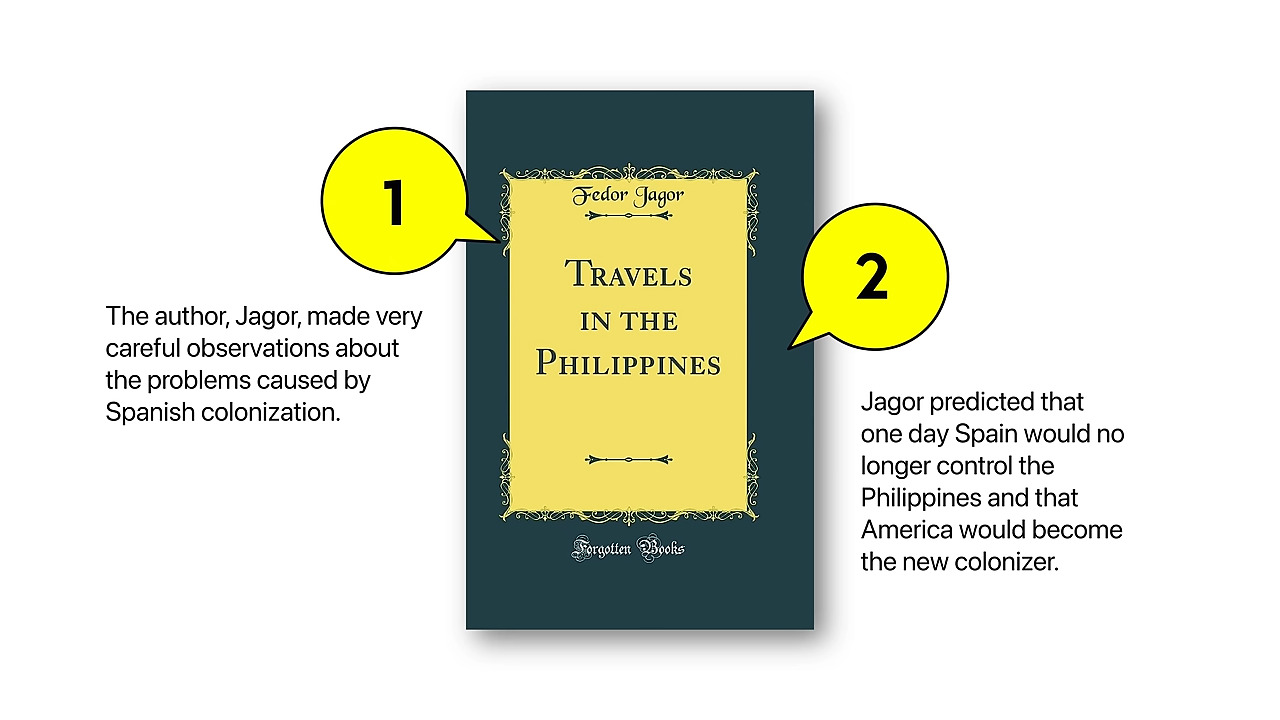 1
The author, Jagor, made very
careful observations about
the problems caused by
Spanish colonization.
Fedor Jagor
TRAVELS
IN THE
PHILIPPINES
Forgotten Books
2
Jagor predicted that
one day Spain would no
longer control the
Philippines and that
America would become
the new colonizer.